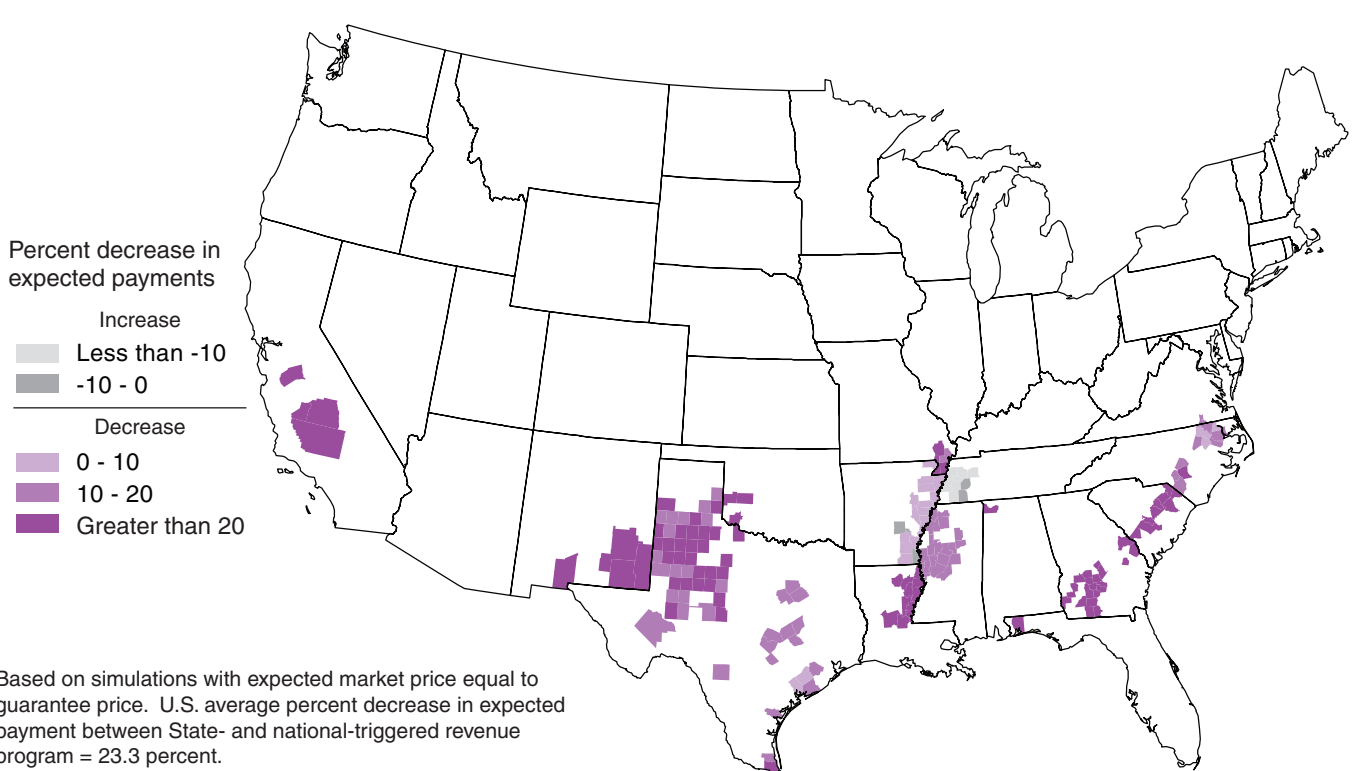 Percent decrease in
expected payments
Increase
Less than -10
-10 - 0
Decrease
0 - 10
10 - 20
Greater than 20
Based on simulations with expected market price equal to
guarantee price.  U.S. average percent decrease in expected
payment between State- and national-triggered revenue
program = 23.3 percent.